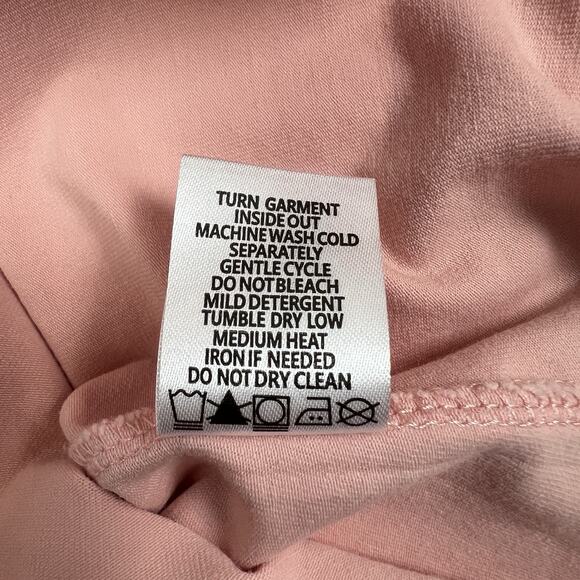 TURN GARMENT
INSIDE OUT
MACHINE WASH COLD
SEPARATELY
GENTLE CYCLE
DO NOT BLEACH
MILD DETERGENT
TUMBLE DRY LOW
MEDIUM HEAT
IRON IF NEEDED
DO NOT DRY CLEAN